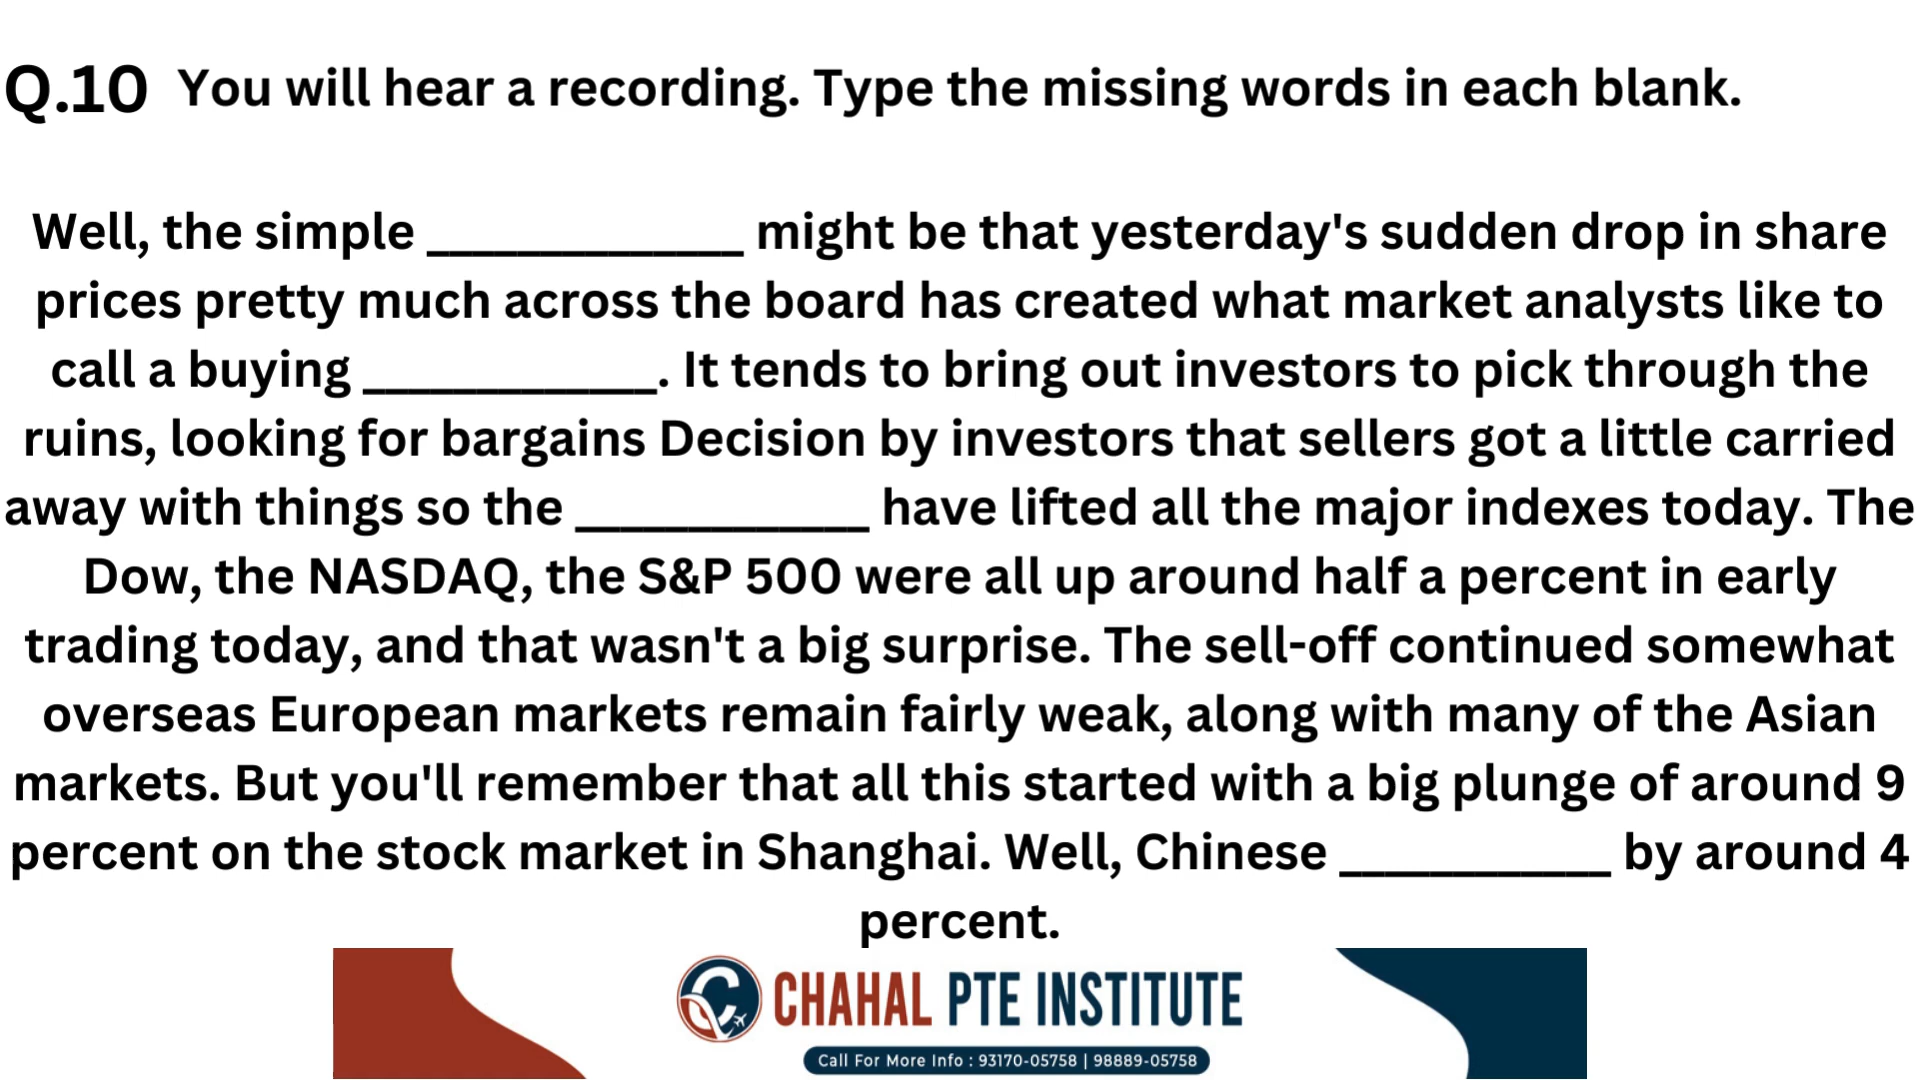 Q.10 You will hear a recording. Type the missing words in each blank.
Well, the simple ______________ might be that yesterday's sudden drop in share
prices pretty much across the board has created what market analysts like to
call a buying _____________. It tends to bring out investors to pick through the
ruins, looking for bargains Decision by investors that sellers got a little carried
away with things so the _____________ have lifted all the major indexes today. The
Dow, the NASDAQ, the S&P 500 were all up around half a percent in early
trading today, and that wasn't a big surprise. The sell-off continued somewhat
overseas European markets remain fairly weak, along with many of the Asian
markets. But you'll remember that all this started with a big plunge of around 9
percent on the stock market in Shanghai. Well, Chinese ____________ by around 4
percent.
CHAHAL PTE INSTITUTE
Call For More Info : 93170-05758 | 98889-05758